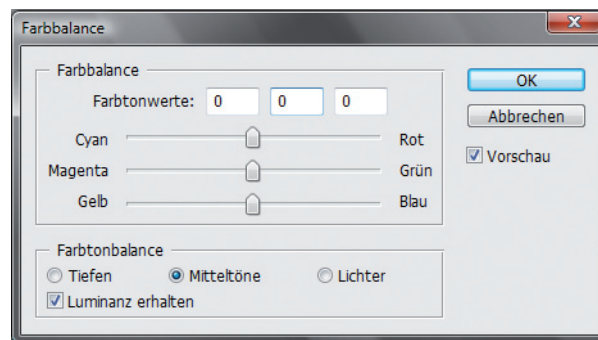 Farbbalance
Farbbalance
Farbtonwerte: 0 0 0
OK
Abbrechen
Cyan Rot
Vorschau
Magenta Grün
Gelb Blau
Farbtonbalance
Tiefen Mitteltöne Lichter
Luminanz erhalten